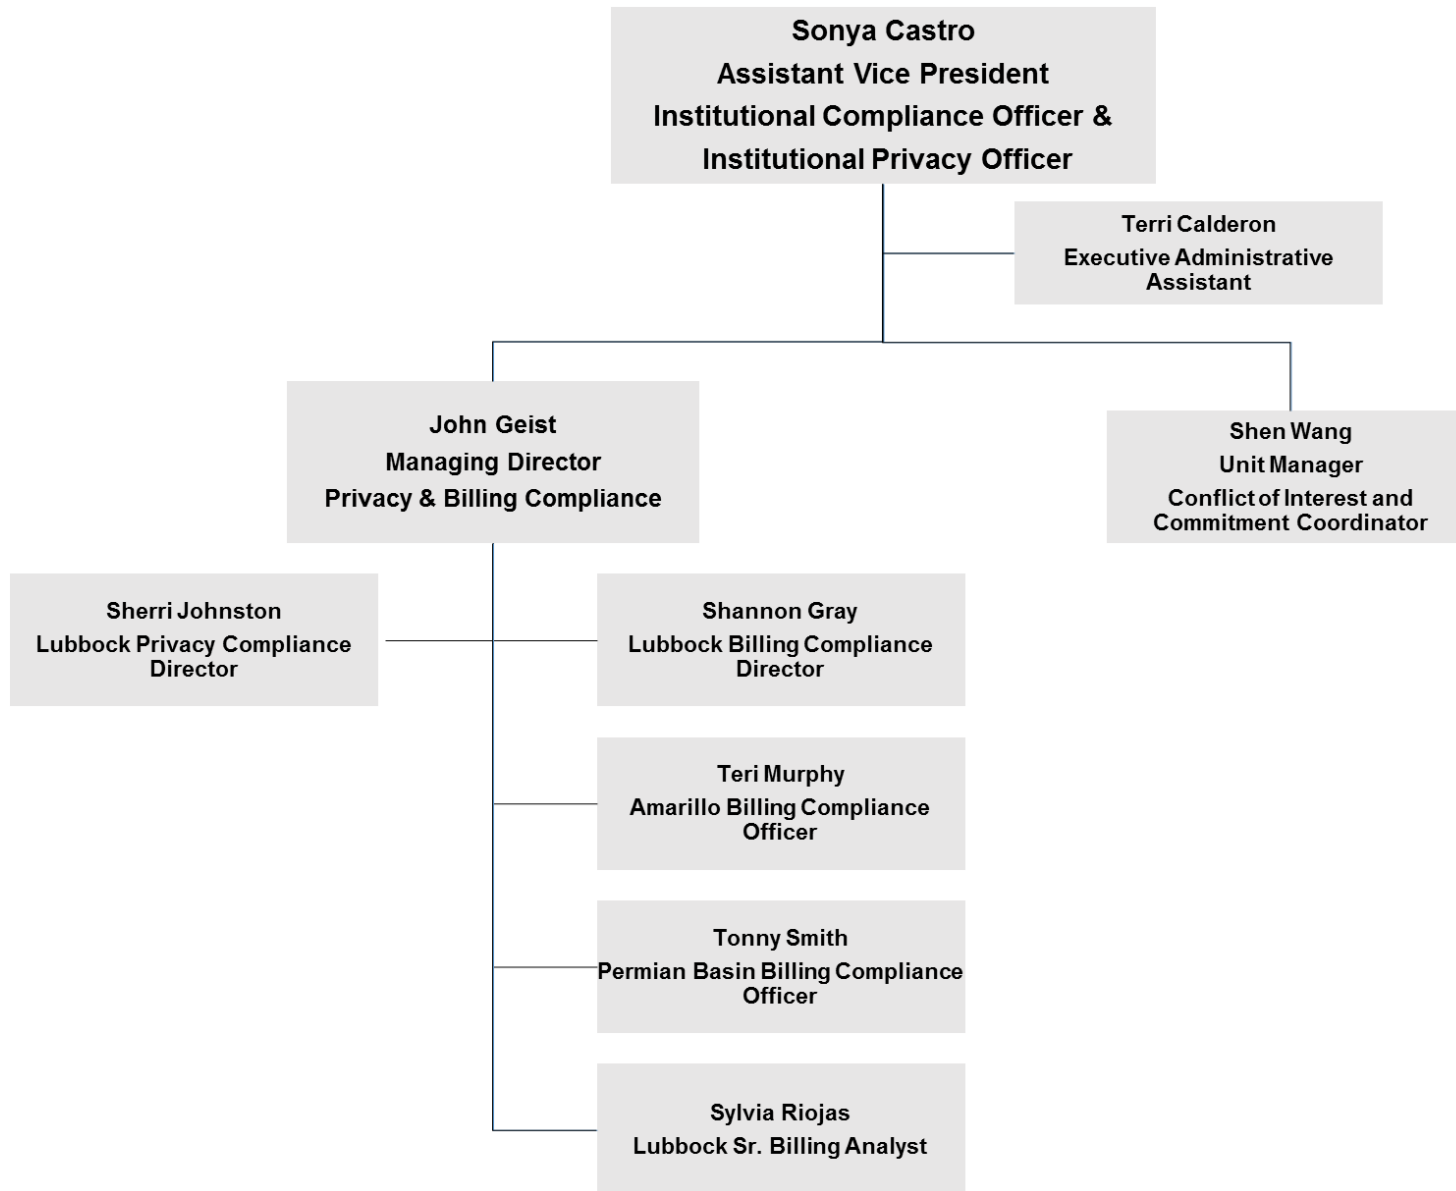 Sonya Castro
Assistant Vice President
Institutional Compliance Officer &
Institutional Privacy Officer
Terri Calderon
Executive Administrative
Assistant
John Geist
Managing Director
Privacy & Billing Compliance
Shen Wang
Unit Manager
Conflict of Interest and
Commitment Coordinator
Sherri Johnston
Lubbock Privacy Compliance
Director
Shannon Gray
Lubbock Billing Compliance
Director
Teri Murphy
Amarillo Billing Compliance
Officer
Tonny Smith
Permian Basin Billing Compliance
Officer
Sylvia Riojas
Lubbock Sr. Billing Analyst